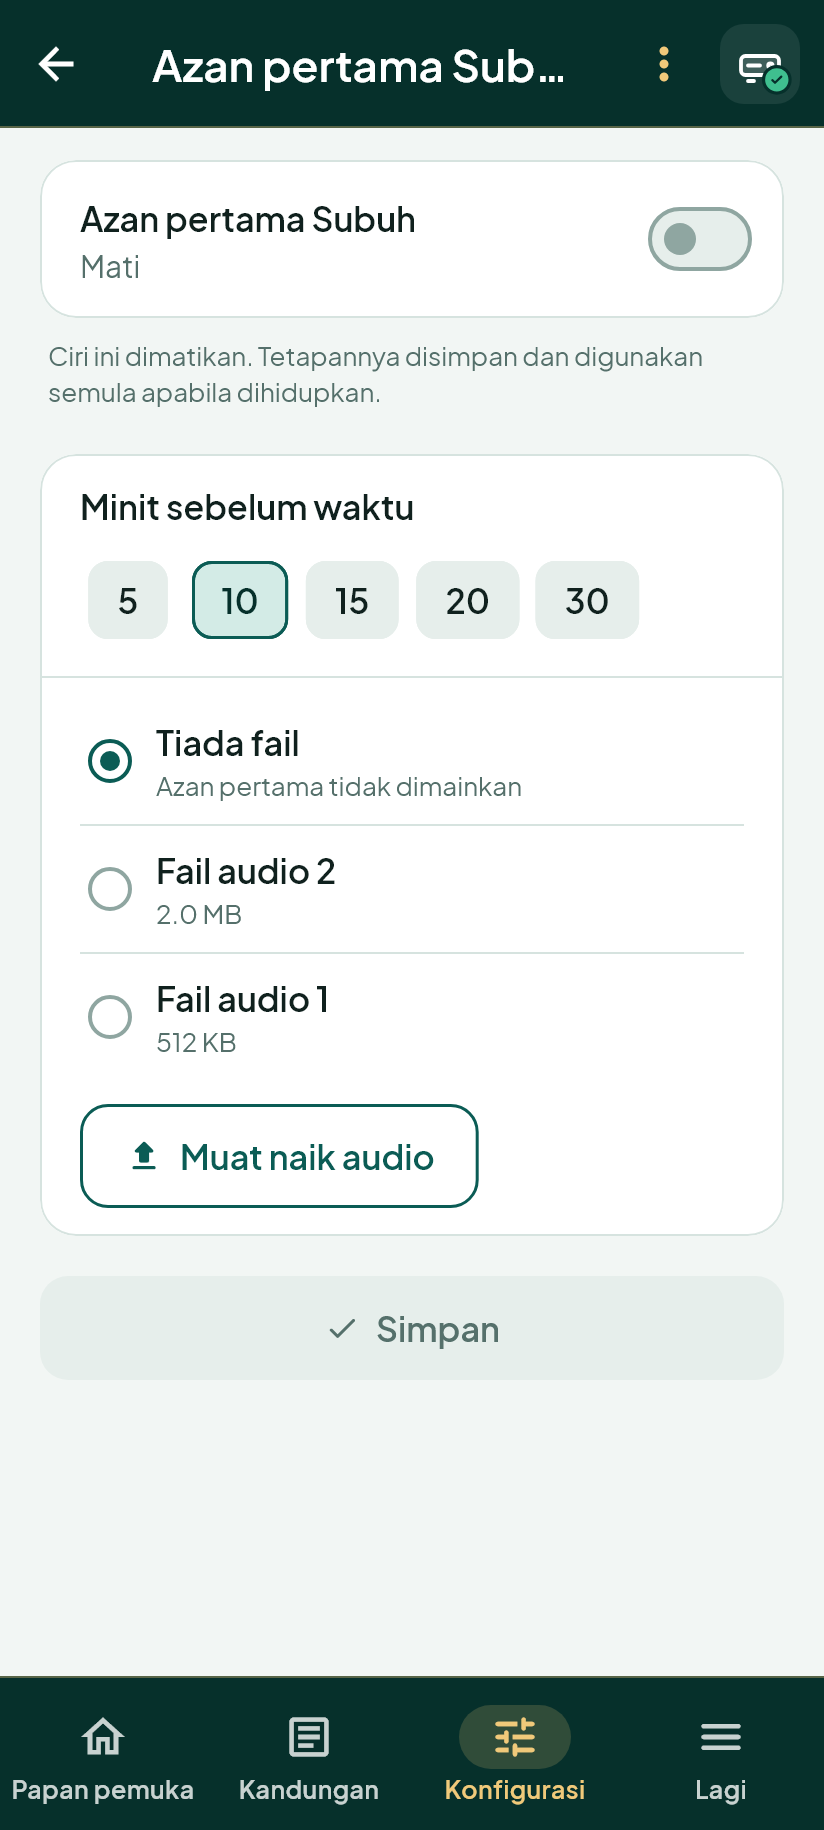 Azan pertama Sub...
Azan pertama Subuh
Mati
Ciri ini dimatikan. Tetapannya disimpan dan digunakan
semula apabila dihidupkan.
Minit sebelum waktu
5 10 15 20 30
Tiada fail
Azan pertama tidak dimainkan
Fail audio 2
2.0 MB
Fail audio 1
512 KB
Muat naik audio
Simpan
Papan pemuka Kandungan Konfigurasi Lagi